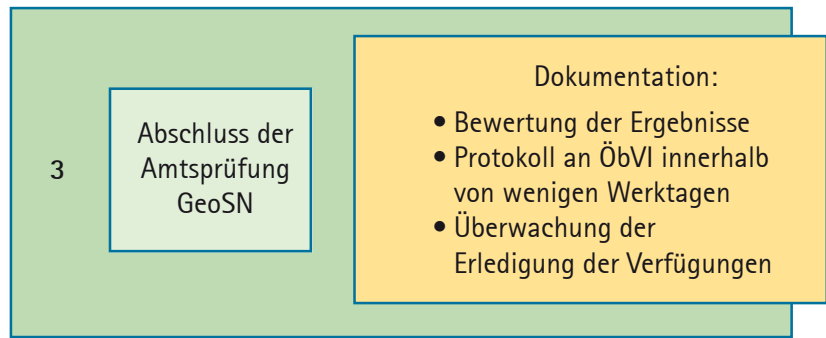 3
Abschluss der
Amtsprüfung
GeoSN
Dokumentation:
• Bewertung der Ergebnisse
• Protokoll an ÖbVI innerhalb
von wenigen Werktagen
• Überwachung der
Erledigung der Verfügungen